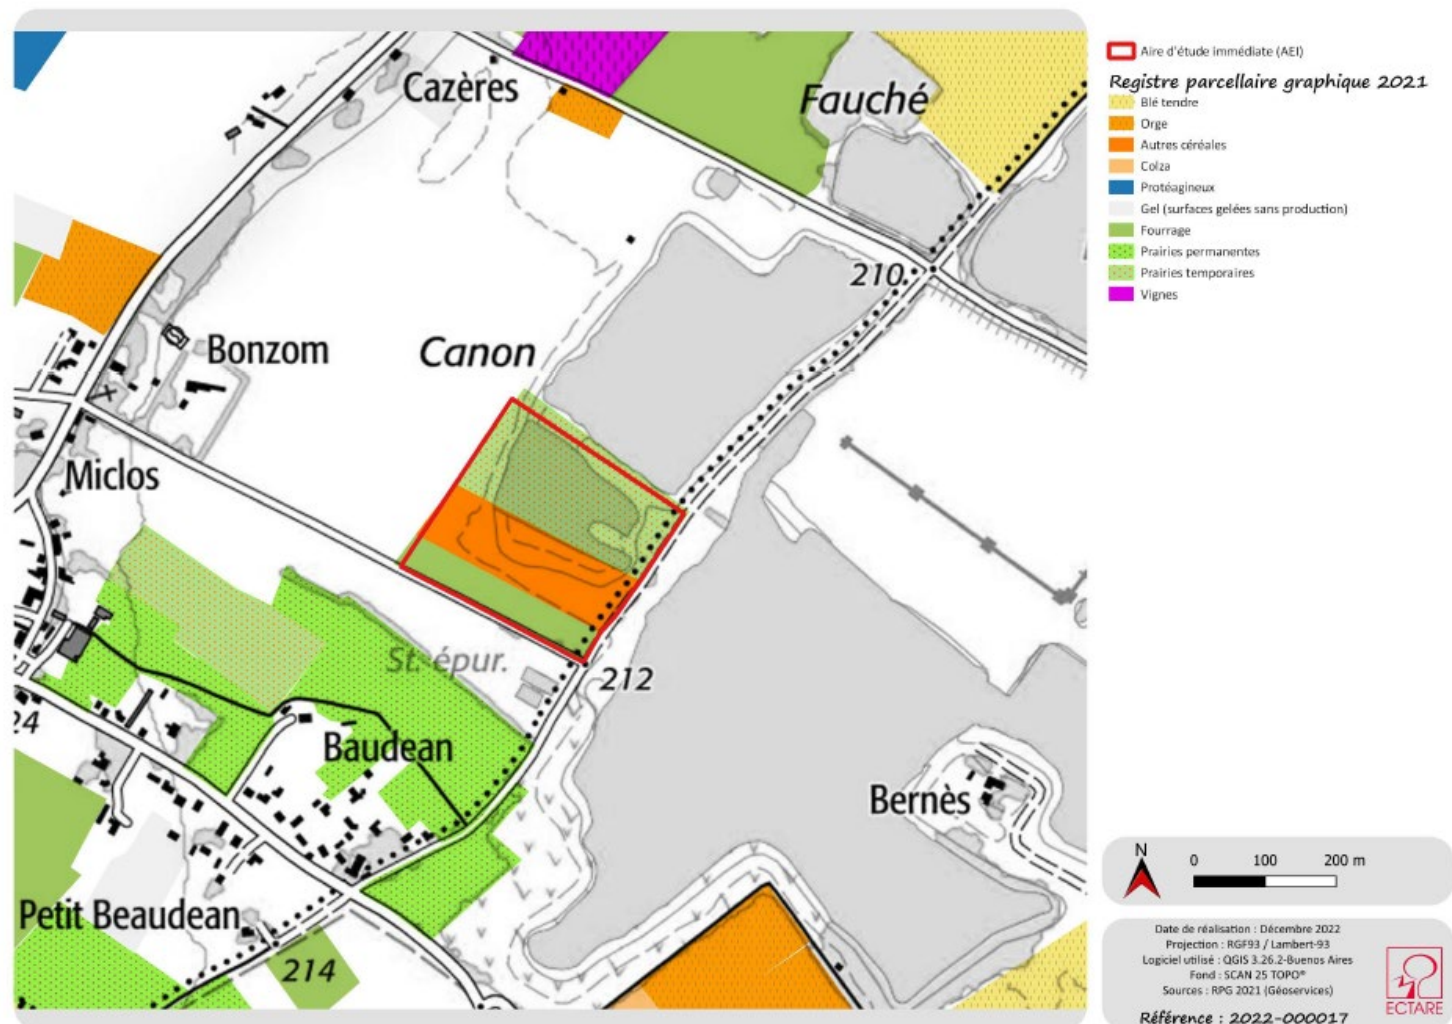 Cazères
Fauché
210
Bonzom
Canon
Miclos
St. épur.
212
24
Baudean
Bernès
Petit Beaudean
214
Aire d'étude immédiate (AEI)
Registre parcellaire graphique 2021
Blé tendre
Orge
Autres céréales
Colza
Protéagineux
Gel (surfaces gelées sans production)
Fourrage
Prairies permanentes
Prairies temporaires
Vignes
N
0 100 200 m
Date de réalisation : Décembre 2022
Projection : RGF93 / Lambert-93
Logiciel utilisé : QGIS 3.26.2-Buenos Aires
Fond : SCAN 25 TOPO®
Sources : RPG 2021 (Géoservices)
Référence : 2022-000017
ECTARE